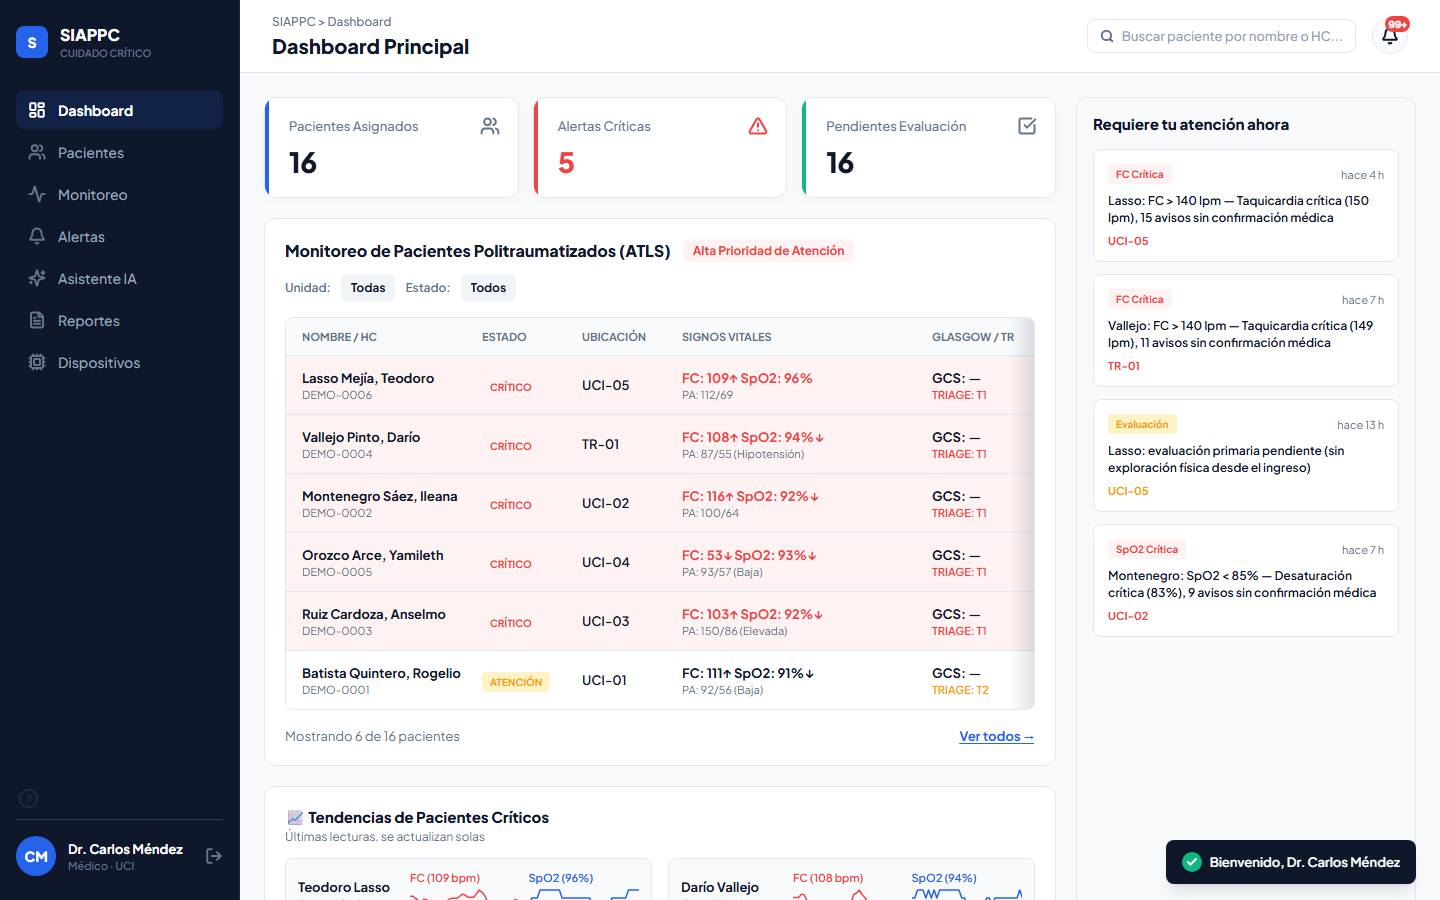 S
SIAPPC
CUIDADO CRÍTICO
Dashboard
Pacientes
Monitoreo
Alertas
Asistente IA
Reportes
Dispositivos
?
CM
Dr. Carlos Méndez
Médico · UCI
SIAPPC > Dashboard
Dashboard Principal
Buscar paciente por nombre o HC...
99+
Pacientes Asignados
16
Alertas Críticas
5
Pendientes Evaluación
16
Monitoreo de Pacientes Politraumatizados (ATLS)
Alta Prioridad de Atención
Unidad: Todas Estado: Todos
NOMBRE / HC ESTADO UBICACIÓN SIGNOS VITALES GLASGOW / TR
Lasso Mejía, Teodoro
DEMO-0006
CRÍTICO
UCI-05
FC: 109↑ SpO2: 96%
PA: 112/69
GCS: —
TRIAGE: T1
Vallejo Pinto, Darío
DEMO-0004
CRÍTICO
TR-01
FC: 108↑ SpO2: 94%↓
PA: 87/55 (Hipotensión)
GCS: —
TRIAGE: T1
Montenegro Sáez, Ileana
DEMO-0002
CRÍTICO
UCI-02
FC: 116↑ SpO2: 92%↓
PA: 100/64
GCS: —
TRIAGE: T1
Orozco Arce, Yamileth
DEMO-0005
CRÍTICO
UCI-04
FC: 53↓ SpO2: 93%↓
PA: 93/57 (Baja)
GCS: —
TRIAGE: T1
Ruiz Cardoza, Anselmo
DEMO-0003
CRÍTICO
UCI-03
FC: 103↑ SpO2: 92%↓
PA: 150/86 (Elevada)
GCS: —
TRIAGE: T1
Batista Quintero, Rogelio
DEMO-0001
ATENCIÓN
UCI-01
FC: 111↑ SpO2: 91%↓
PA: 92/56 (Baja)
GCS: —
TRIAGE: T2
Mostrando 6 de 16 pacientes
Ver todos →
Tendencias de Pacientes Críticos
Últimas lecturas, se actualizan solas
Teodoro Lasso
FC (109 bpm)
SpO2 (96%)
Darío Vallejo
FC (108 bpm)
SpO2 (94%)
Requiere tu atención ahora
FC Crítica
hace 4 h
Lasso: FC > 140 lpm — Taquicardia crítica (150
lpm), 15 avisos sin confirmación médica
UCI-05
FC Crítica
hace 7 h
Vallejo: FC > 140 lpm — Taquicardia crítica (149
lpm), 11 avisos sin confirmación médica
TR-01
Evaluación
hace 13 h
Lasso: evaluación primaria pendiente (sin
exploración física desde el ingreso)
UCI-05
SpO2 Crítica
hace 7 h
Montenegro: SpO2 < 85% — Desaturación
crítica (83%), 9 avisos sin confirmación médica
UCI-02
Bienvenido, Dr. Carlos Méndez